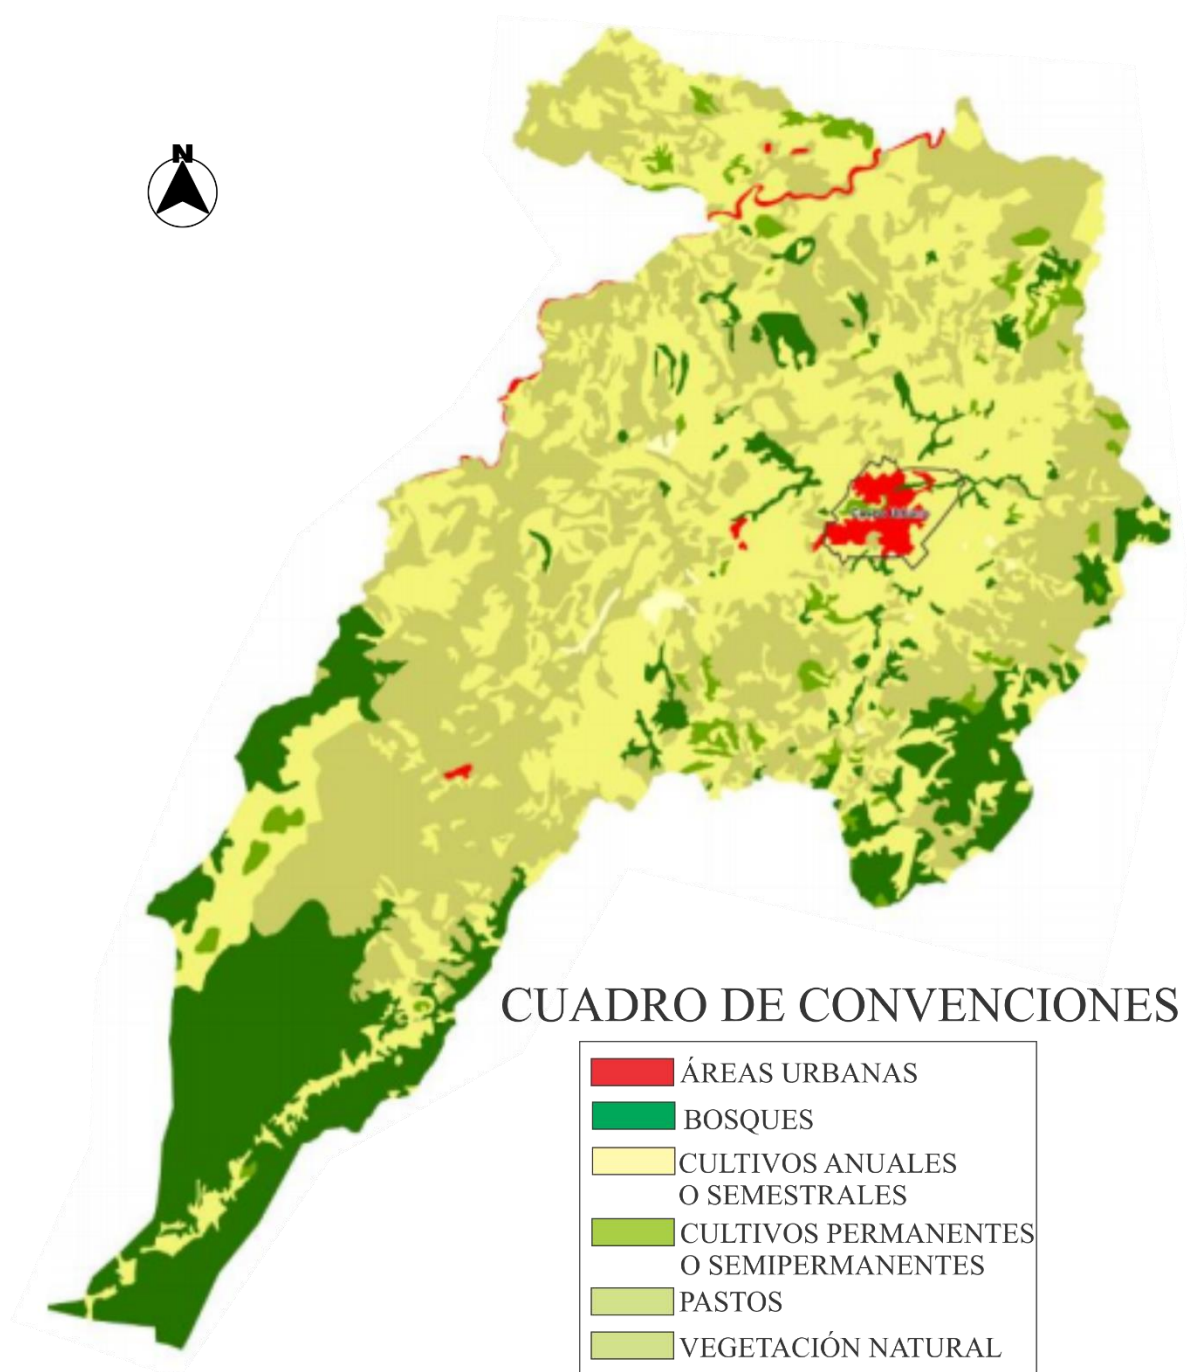 N
CUADRO DE CONVENCIONES
ÁREAS URBANAS
BOSQUES
CULTIVOS ANUALES
O SEMESTRALES
CULTIVOS PERMANENTES
O SEMIPERMANENTES
PASTOS
VEGETACIÓN NATURAL